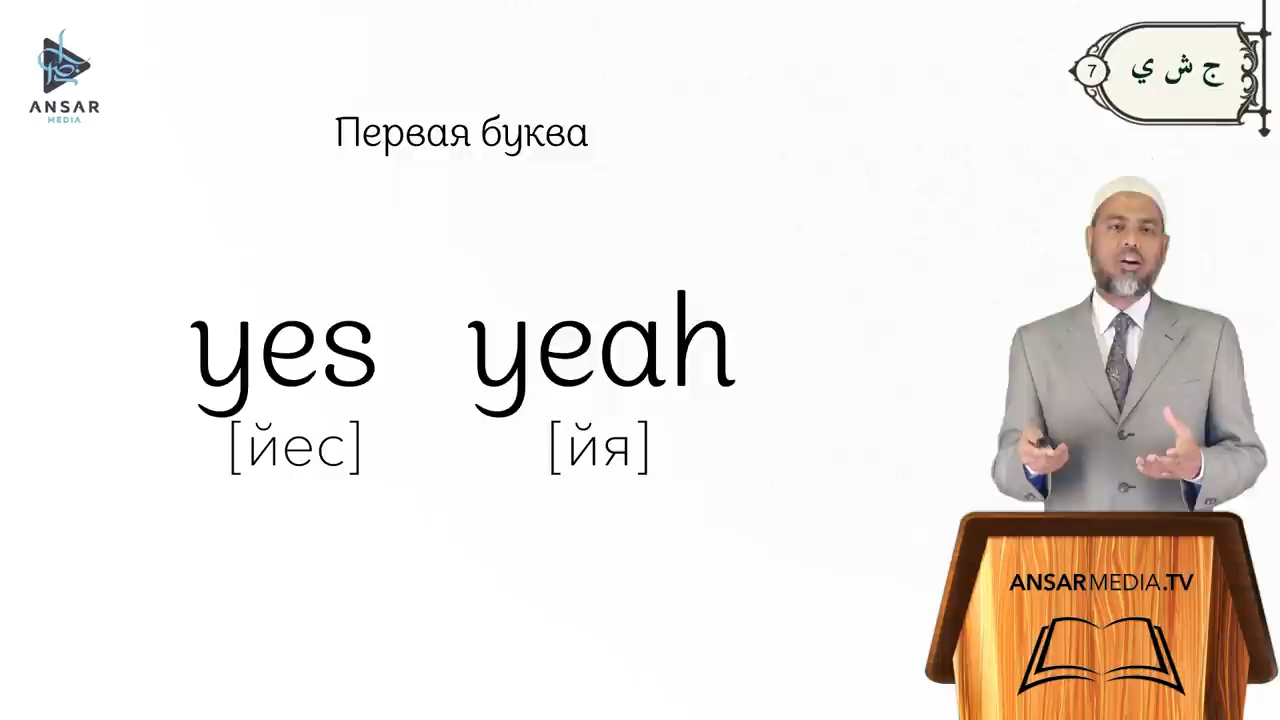 ANSAR
MEDIA
7
ج ش ي
Первая буква
yes yeah
[йес] [йя]
ANSARMEDIA.TV